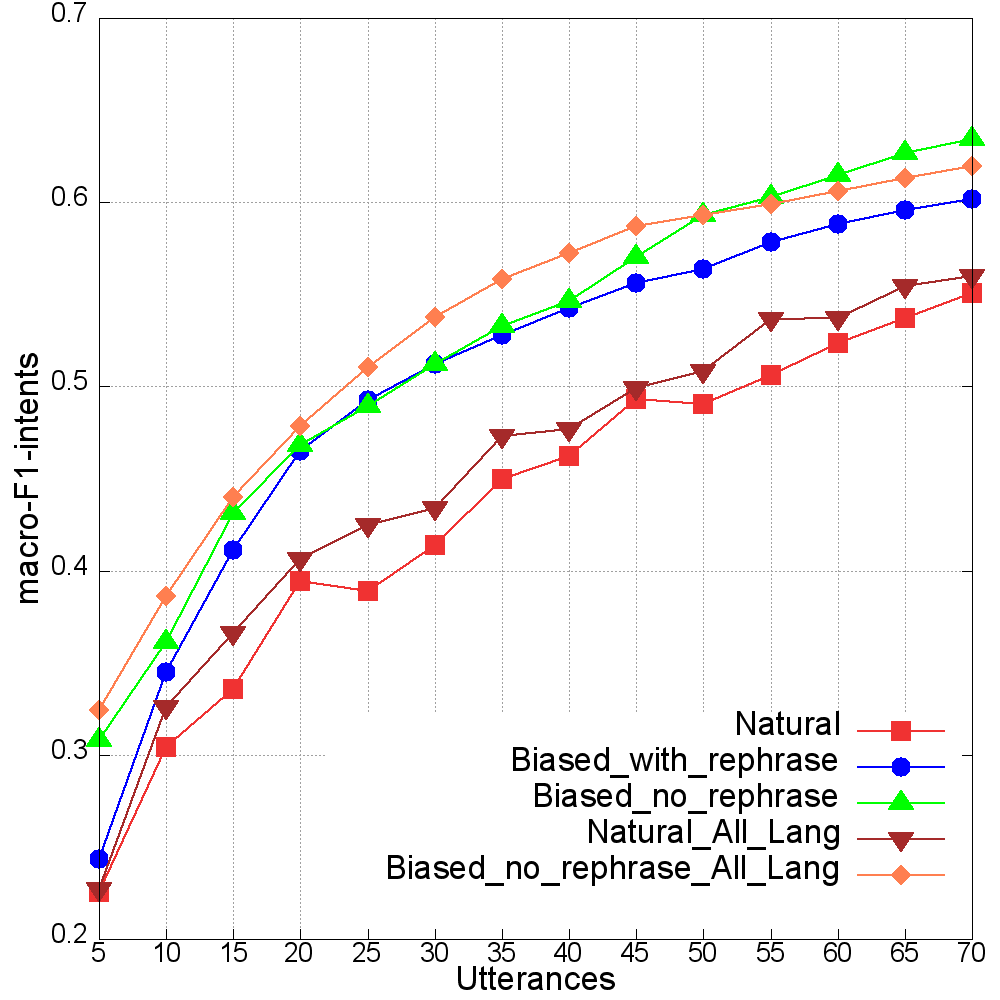 0.7
0.6
0.5
0.4
0.3
0.2
macro-F1-intents
Natural
Biased_with_rephrase
Biased_no_rephrase
Natural_All_Lang
Biased_no_rephrase_All_Lang
5 10 15 20 25 30 35 40 45 50 55 60 65 70
Utterances